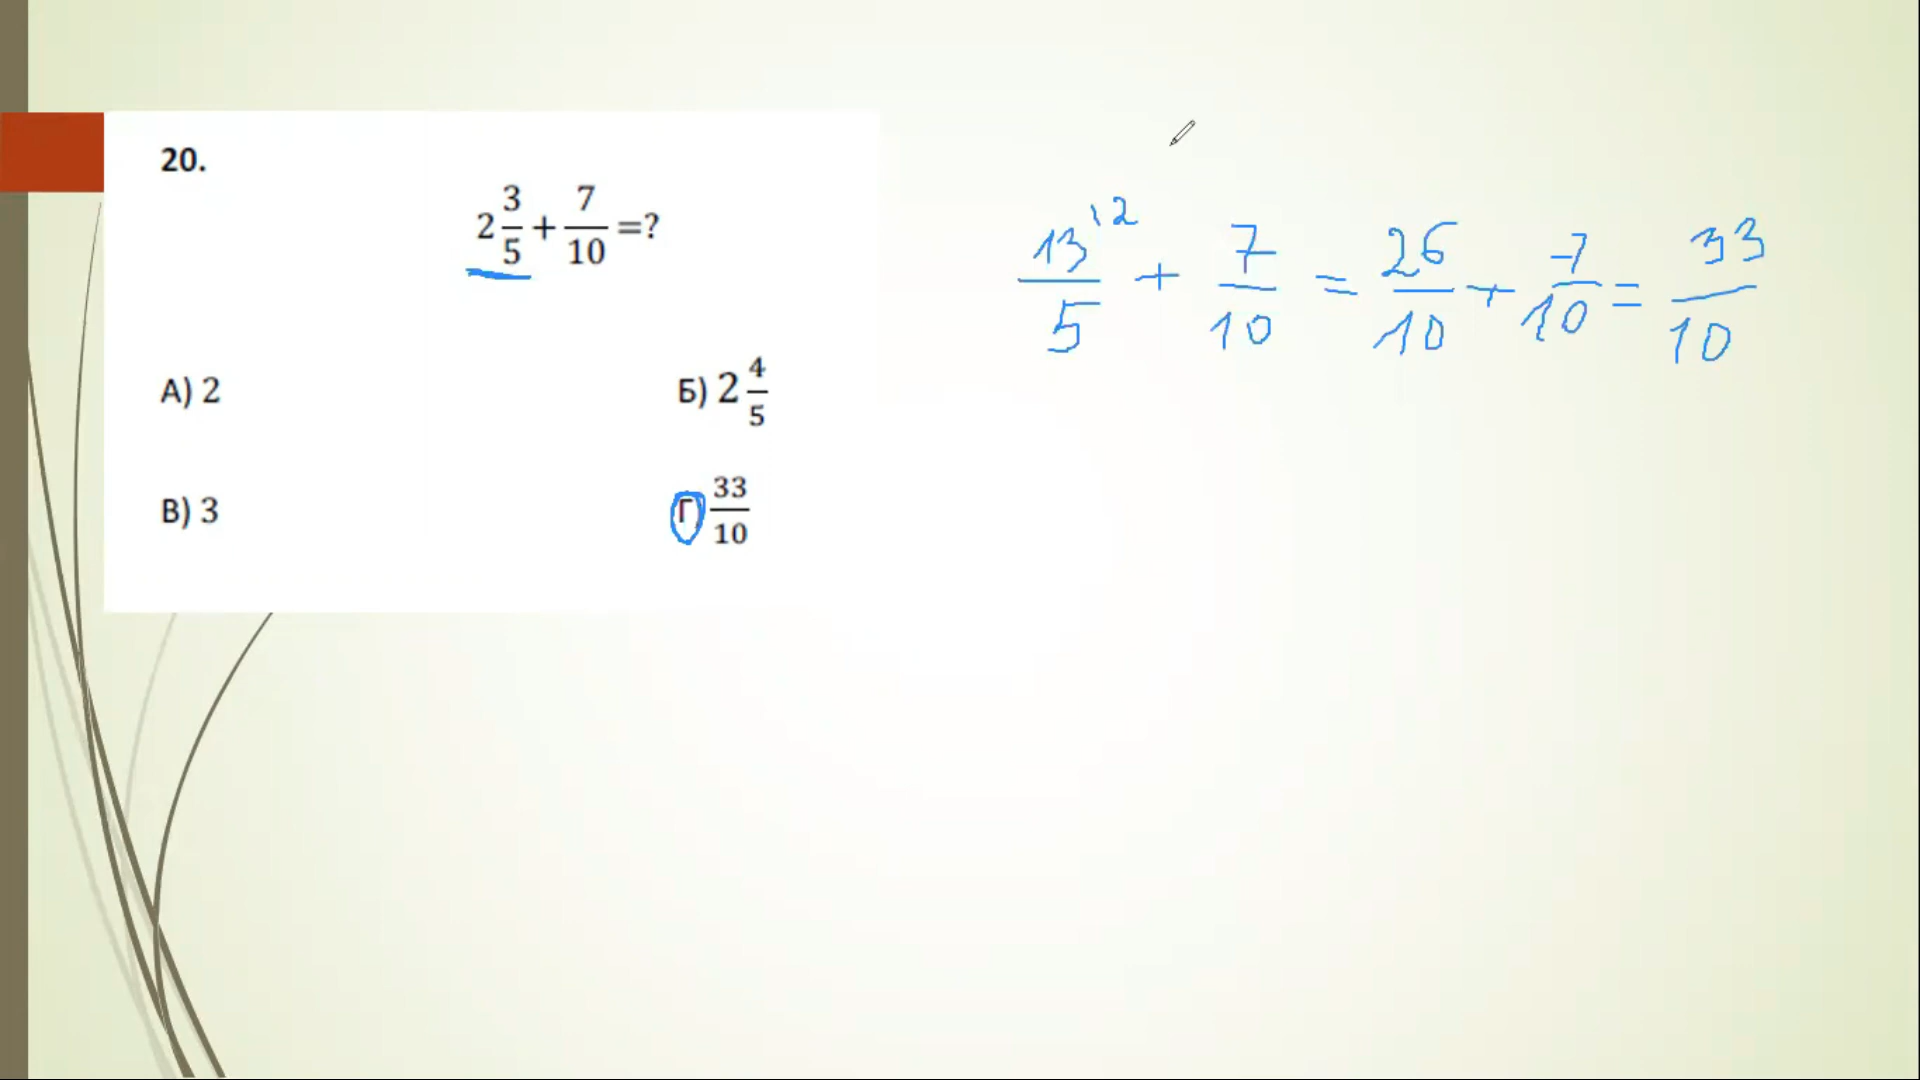 20.
2 3/5 + 7/10 =?
А) 2
Б) 2 4/5
В) 3
Г) 33/10
13/5 \2 + 7/10 = 26/10 + 7/10 = 33/10